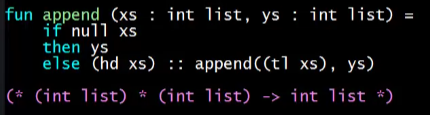 fun append (xs : int list, ys : int list) =
if null xs
then ys
else (hd xs) :: append((tl xs), ys)
(* (int list) * (int list) -> int list *)